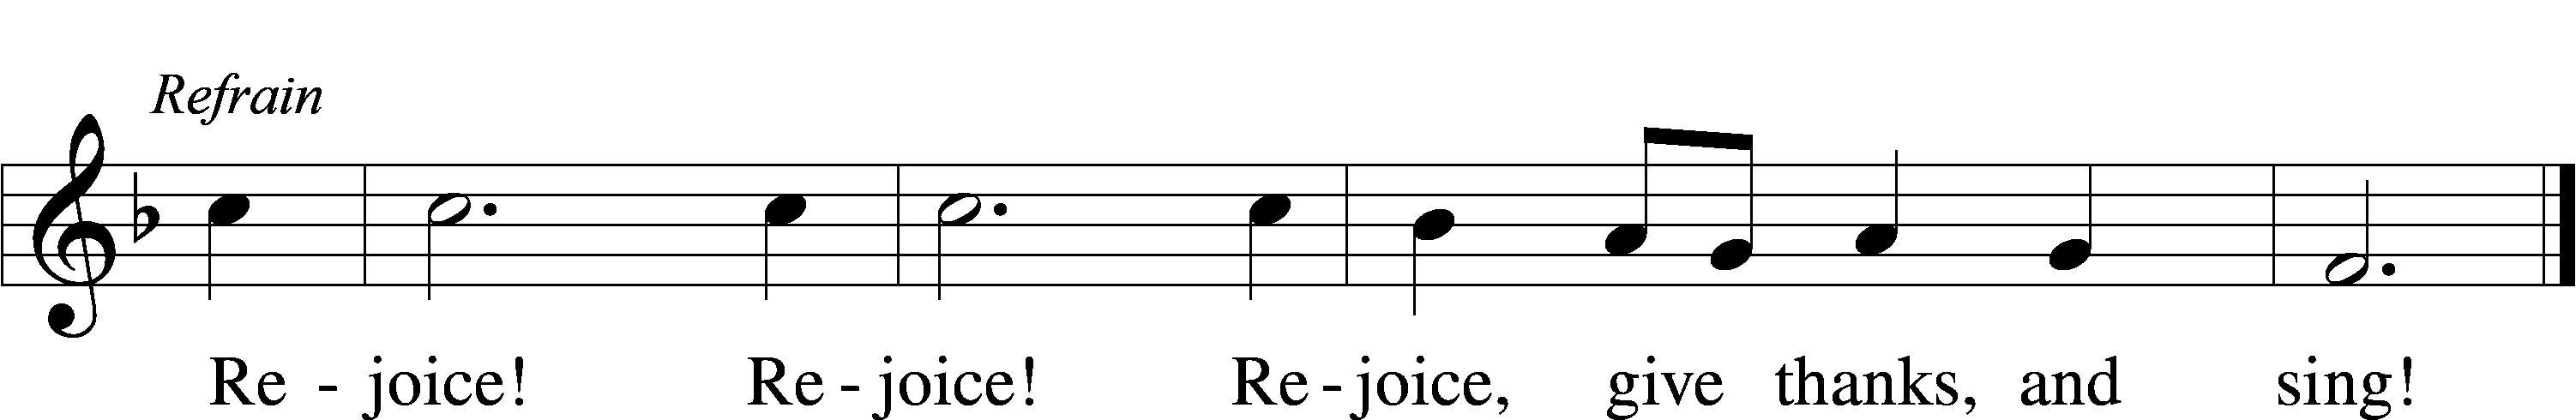 Refrain
Re - joice! Re - joice! Re - joice, give thanks, and sing!